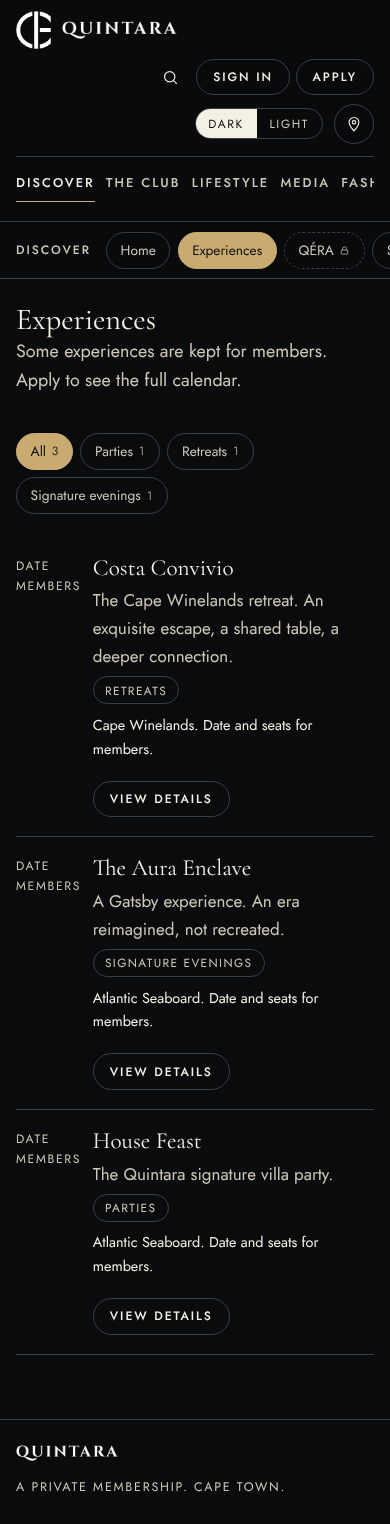 QUINTARA
SIGN IN
APPLY
DARK
LIGHT
DISCOVER THE CLUB LIFESTYLE MEDIA FASH
DISCOVER
Home
Experiences
QÉRA
S
Experiences
Some experiences are kept for members.
Apply to see the full calendar.
All 3
Parties 1
Retreats 1
Signature evenings 1
DATE
MEMBERS
Costa Convivio
The Cape Winelands retreat. An
exquisite escape, a shared table, a
deeper connection.
RETREATS
Cape Winelands. Date and seats for
members.
VIEW DETAILS
DATE
MEMBERS
The Aura Enclave
A Gatsby experience. An era
reimagined, not recreated.
SIGNATURE EVENINGS
Atlantic Seaboard. Date and seats for
members.
VIEW DETAILS
DATE
MEMBERS
House Feast
The Quintara signature villa party.
PARTIES
Atlantic Seaboard. Date and seats for
members.
VIEW DETAILS
QUINTARA
A PRIVATE MEMBERSHIP. CAPE TOWN.